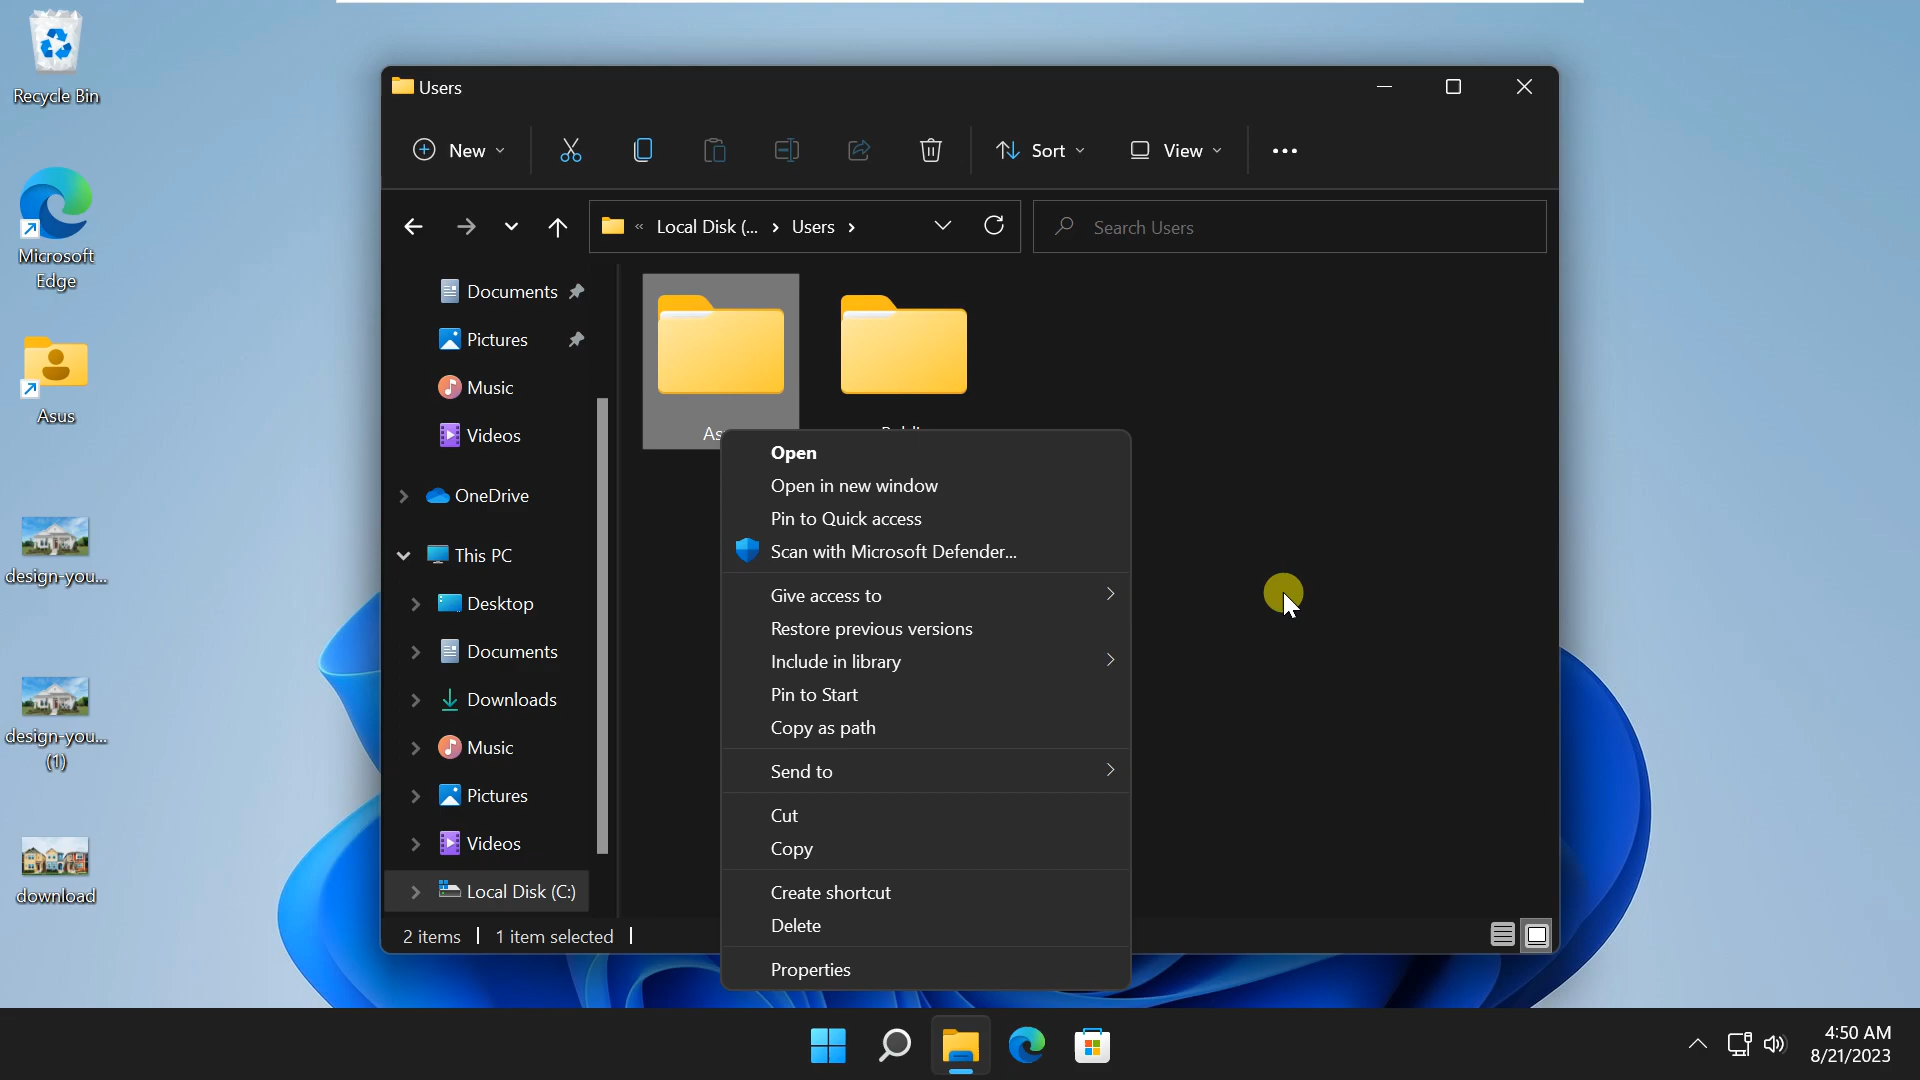 Recycle Bin
Microsoft
Edge
Asus
design-you...
design-you...
(1)
download
Users
New
Sort
View
Local Disk (...
Users
Search Users
Documents
Pictures
Music
Videos
OneDrive
This PC
Desktop
Documents
Downloads
Music
Pictures
Videos
Local Disk (C:)
Open
Open in new window
Pin to Quick access
Scan with Microsoft Defender...
Give access to
Restore previous versions
Include in library
Pin to Start
Copy as path
Send to
Cut
Copy
Create shortcut
Delete
Properties
2 items
1 item selected
4:50 AM
8/21/2023